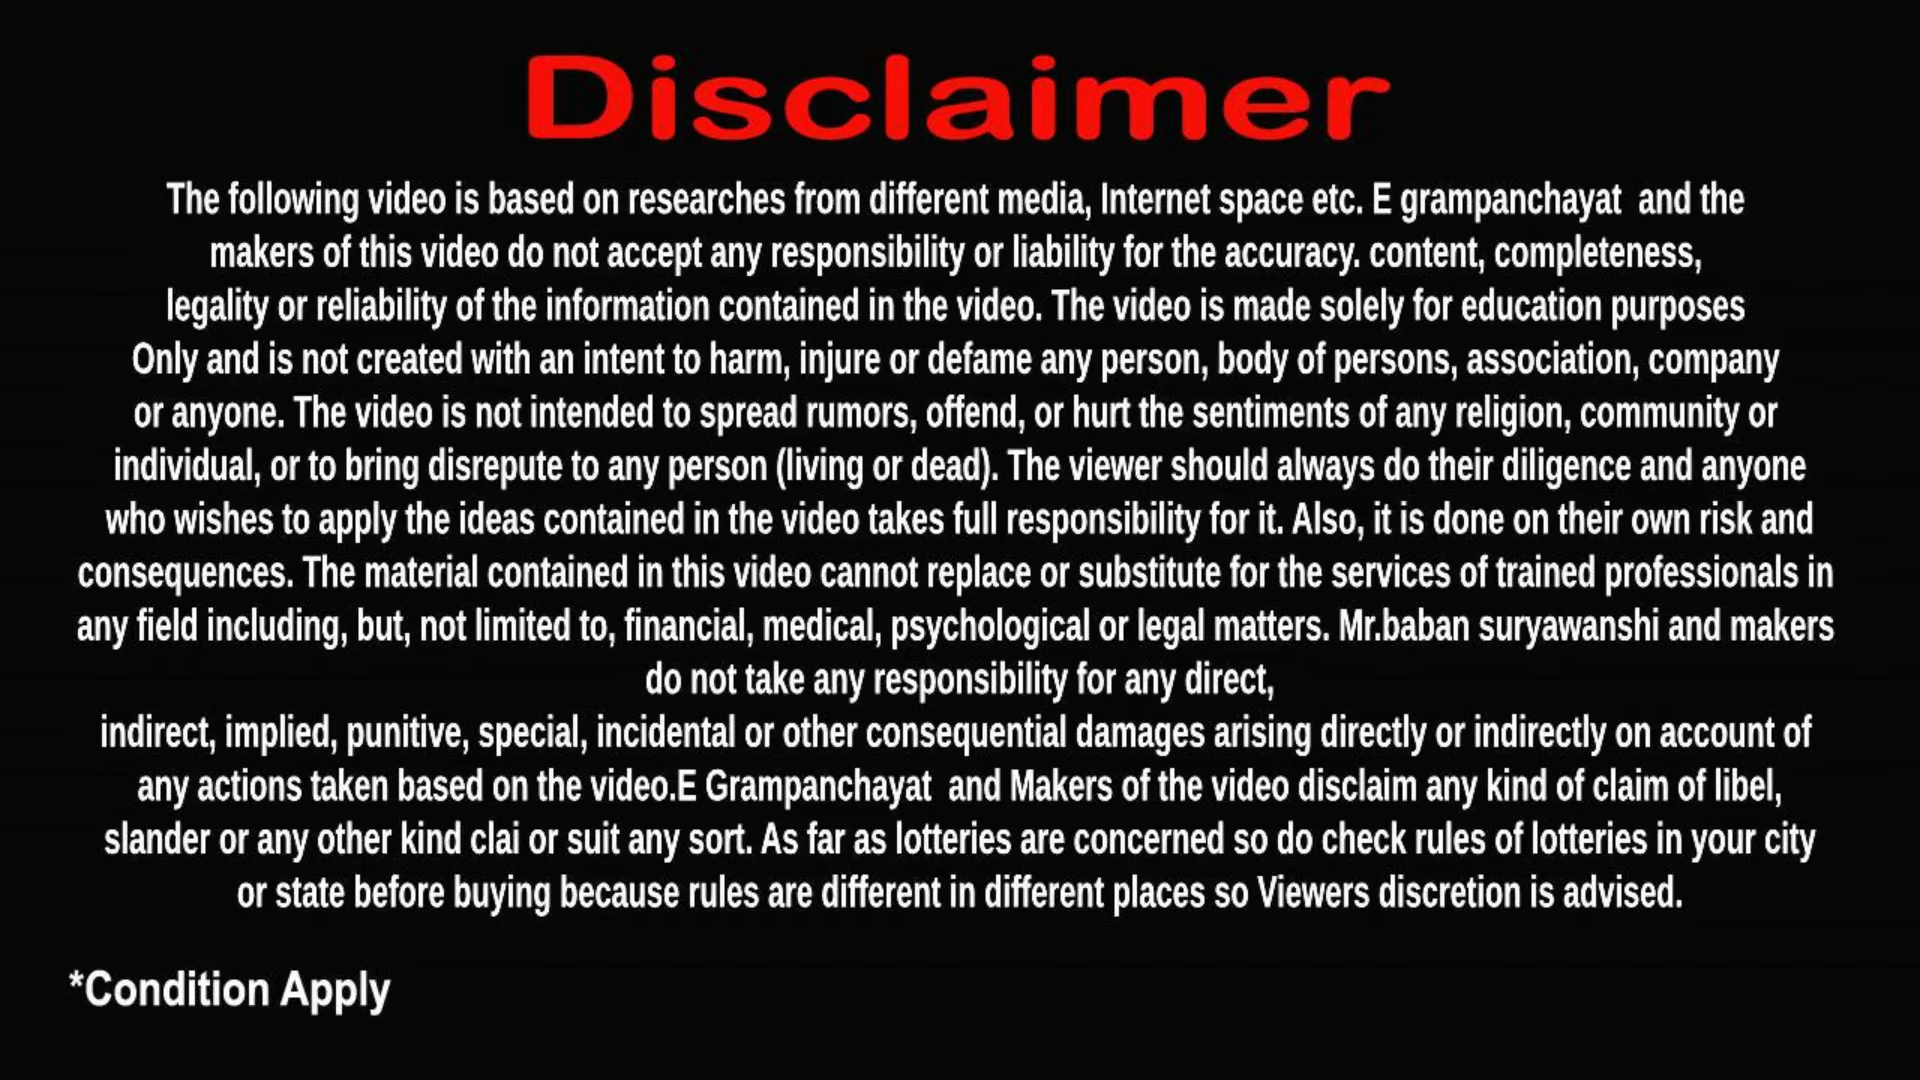 Disclaimer
The following video is based on researches from different media, Internet space etc. E grampanchayat  and the
makers of this video do not accept any responsibility or liability for the accuracy. content, completeness,
legality or reliability of the information contained in the video. The video is made solely for education purposes
Only and is not created with an intent to harm, injure or defame any person, body of persons, association, company
or anyone. The video is not intended to spread rumors, offend, or hurt the sentiments of any religion, community or
individual, or to bring disrepute to any person (living or dead). The viewer should always do their diligence and anyone
who wishes to apply the ideas contained in the video takes full responsibility for it. Also, it is done on their own risk and
consequences. The material contained in this video cannot replace or substitute for the services of trained professionals in
any field including, but, not limited to, financial, medical, psychological or legal matters. Mr.baban suryawanshi and makers
do not take any responsibility for any direct,
indirect, implied, punitive, special, incidental or other consequential damages arising directly or indirectly on account of
any actions taken based on the video.E Grampanchayat  and Makers of the video disclaim any kind of claim of libel,
slander or any other kind clai or suit any sort. As far as lotteries are concerned so do check rules of lotteries in your city
or state before buying because rules are different in different places so Viewers discretion is advised.
*Condition Apply